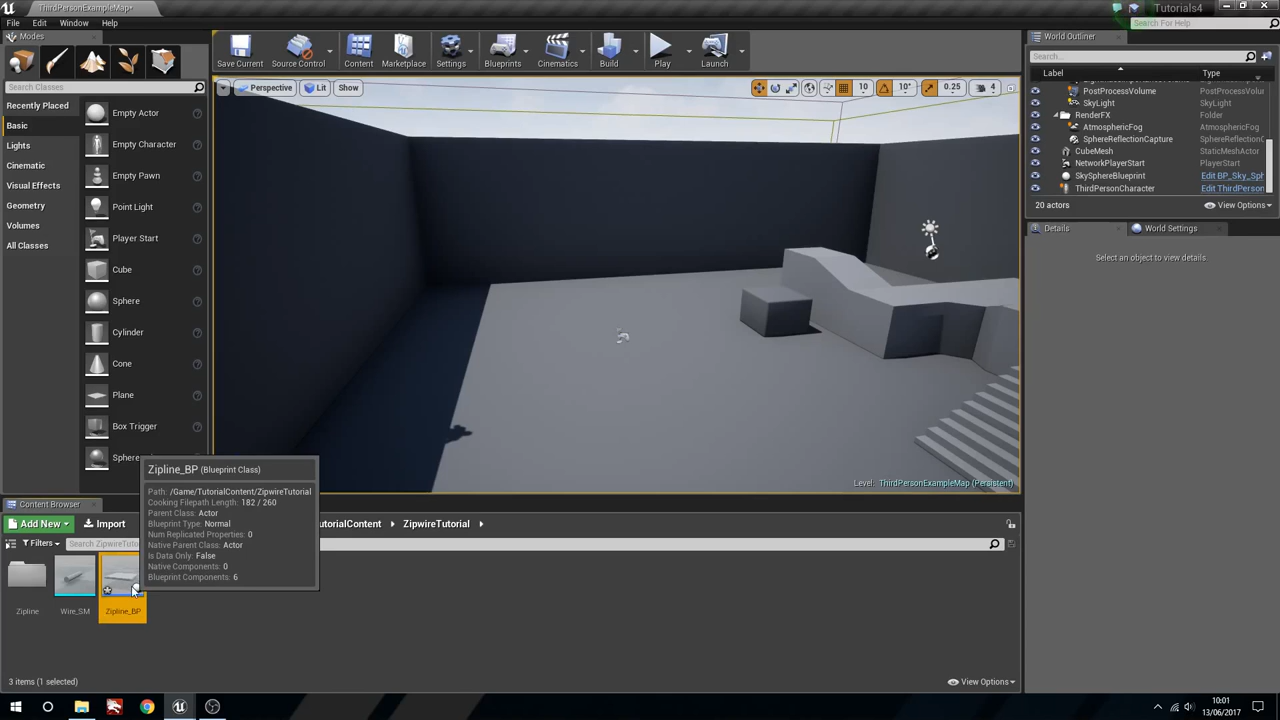 ThirdPersonExampleMap*
Tutorials4
File Edit Window Help
Search For Help
Modes
Search Classes
Recently Placed
Basic
Lights
Cinematic
Visual Effects
Geometry
Volumes
All Classes
Empty Actor
Empty Character
Empty Pawn
Point Light
Player Start
Cube
Sphere
Cylinder
Cone
Plane
Box Trigger
Sphe
Save Current
Source Control
Content
Marketplace
Settings
Blueprints
Cinematics
Build
Play
Launch
Perspective
Lit
Show
10
10°
0.25
4
Level: ThirdPersonExampleMap (Persistent)
World Outliner
Search...
Label
Type
PostProcessVolume
PostProcessVolu
SkyLight
SkyLight
RenderFX
Folder
AtmosphericFog
AtmosphericFog
SphereReflectionCapture
SphereReflectionC
CubeMesh
StaticMeshActor
NetworkPlayerStart
PlayerStart
SkySphereBlueprint
Edit BP_Sky_Sph
ThirdPersonCharacter
Edit ThirdPerson
20 actors
View Options
Details
World Settings
Select an object to view details.
Zipline_BP (Blueprint Class)
Path: /Game/TutorialContent/ZipwireTutorial
Cooking Filepath Length: 182 / 260
Parent Class: Actor
Blueprint Type: Normal
Num Replicated Properties: 0
Native Parent Class: Actor
Is Data Only: False
Native Components: 0
Blueprint Components: 6
Content Browser
Add New
Import
utorialContent
ZipwireTutorial
Filters
Search ZipwireTuto
Zipline
Wire_SM
Zipline_BP
3 items (1 selected)
View Options
10:01
13/06/2017